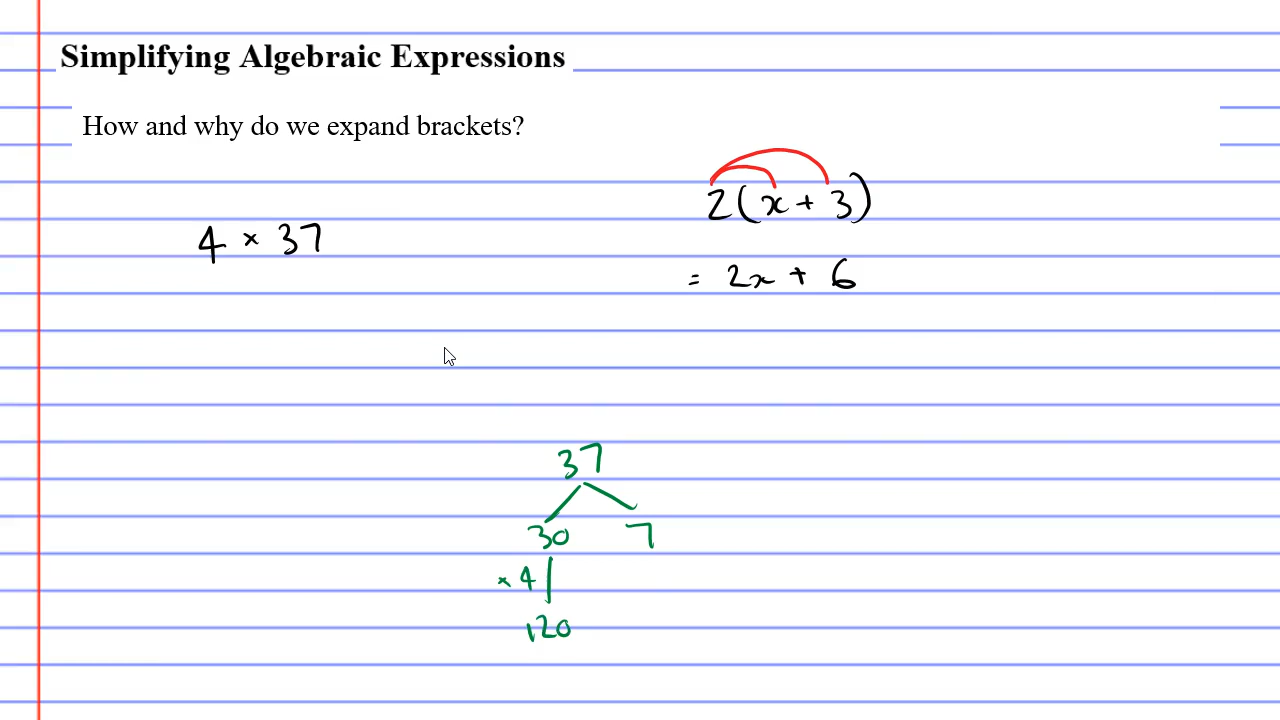 Simplifying Algebraic Expressions
How and why do we expand brackets?
2(x + 3)
4 × 37
= 2x + 6
37
30 7
× 4
120